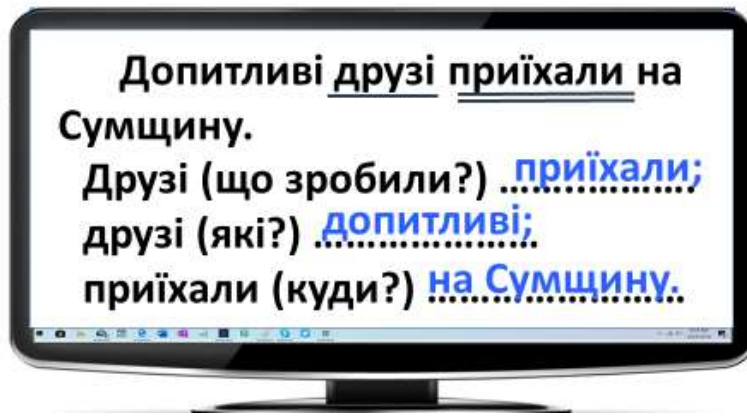 Допитливі друзі приїхали на
Сумщину.
Друзі (що зробили?) приїхали;
друзі (які?) допитливі;
приїхали (куди?) на Сумщину.